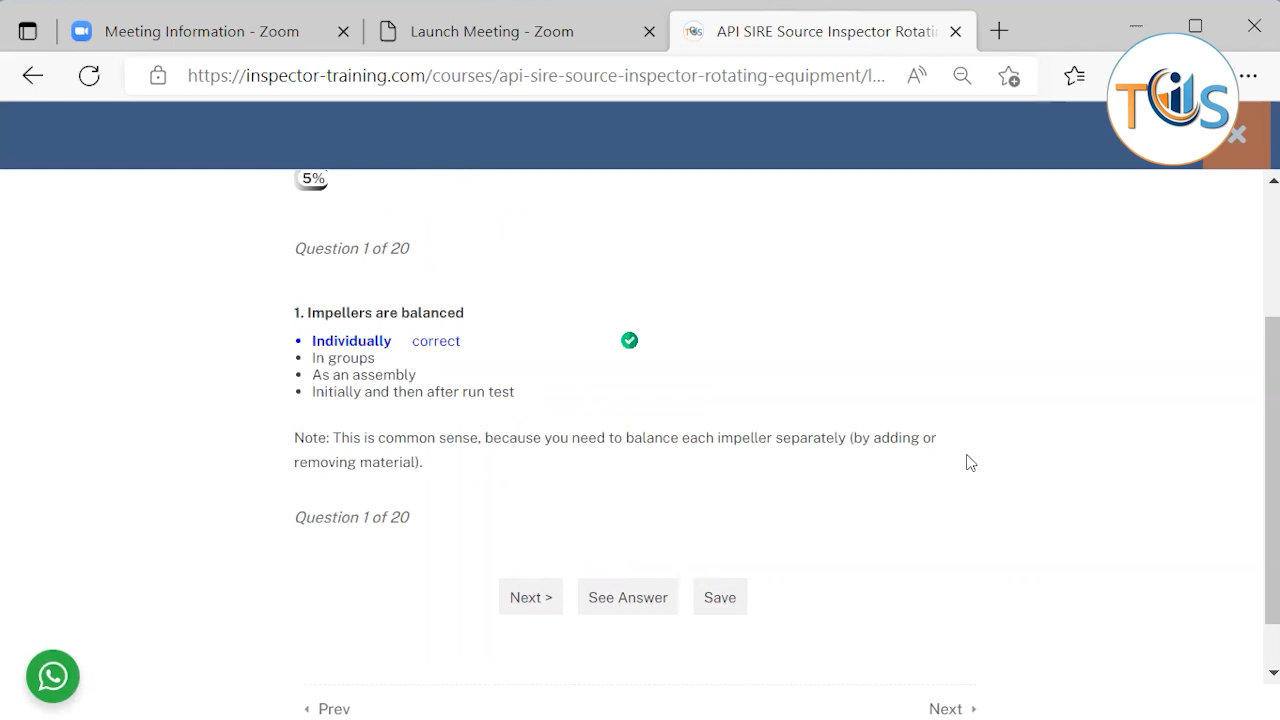 Meeting Information - Zoom
Launch Meeting - Zoom
API SIRE Source Inspector Rotati
https://inspector-training.com/courses/api-sire-source-inspector-rotating-equipment/l...
TIS
5%
Question 1 of 20
1. Impellers are balanced
• Individually correct
• In groups
• As an assembly
• Initially and then after run test
Note: This is common sense, because you need to balance each impeller separately (by adding or
removing material).
Question 1 of 20
Next >
See Answer
Save
Prev
Next